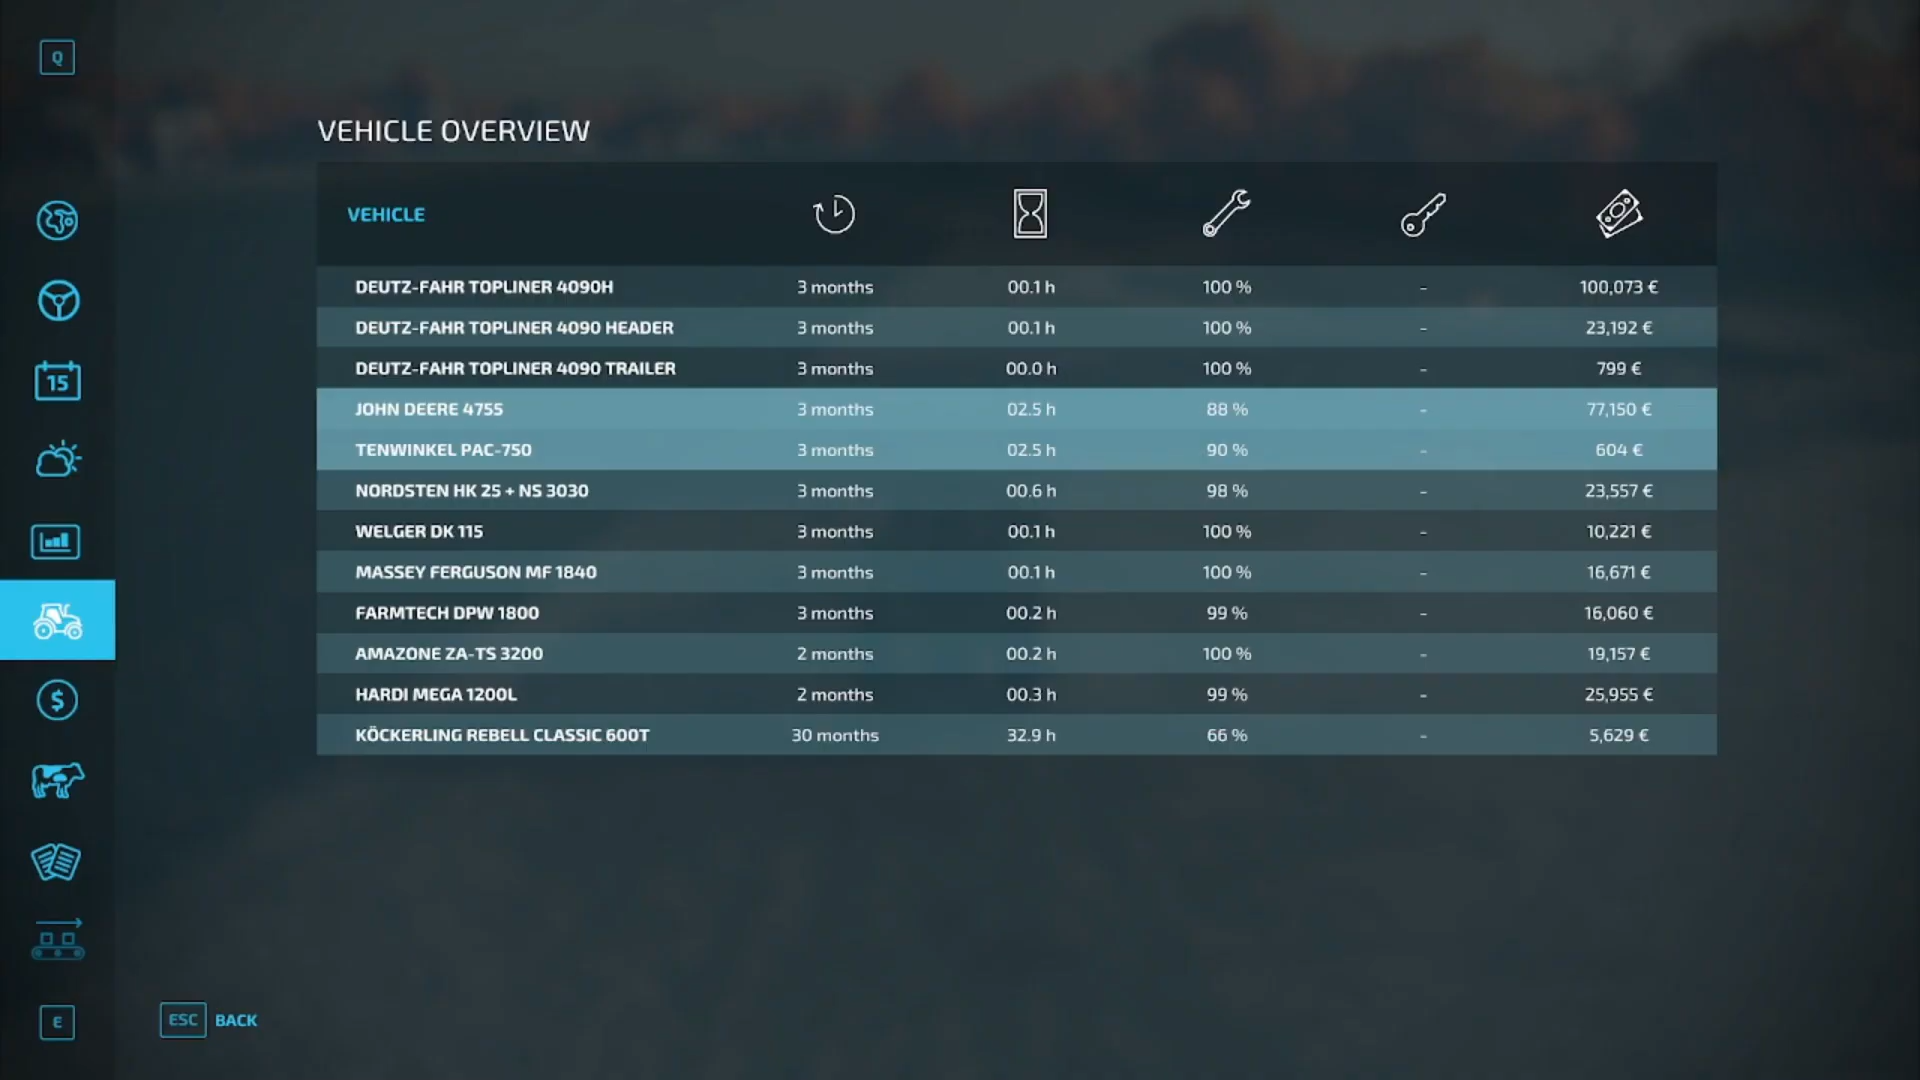 Q
VEHICLE OVERVIEW
VEHICLE
DEUTZ-FAHR TOPLINER 4090H 3 months 00.1 h 100 % - 100,073 €
DEUTZ-FAHR TOPLINER 4090 HEADER 3 months 00.1 h 100 % - 23,192 €
DEUTZ-FAHR TOPLINER 4090 TRAILER 3 months 00.0 h 100 % - 799 €
JOHN DEERE 4755 3 months 02.5 h 88 % - 77,150 €
TENWINKEL PAC-750 3 months 02.5 h 90 % - 604 €
NORDSTEN HK 25 + NS 3030 3 months 00.6 h 98 % - 23,557 €
WELGER DK 115 3 months 00.1 h 100 % - 10,221 €
MASSEY FERGUSON MF 1840 3 months 00.1 h 100 % - 16,671 €
FARMTECH DPW 1800 3 months 00.2 h 99 % - 16,060 €
AMAZONE ZA-TS 3200 2 months 00.2 h 100 % - 19,157 €
HARDI MEGA 1200L 2 months 00.3 h 99 % - 25,955 €
KÖCKERLING REBELL CLASSIC 600T 30 months 32.9 h 66 % - 5,629 €
15
$
E
ESC BACK